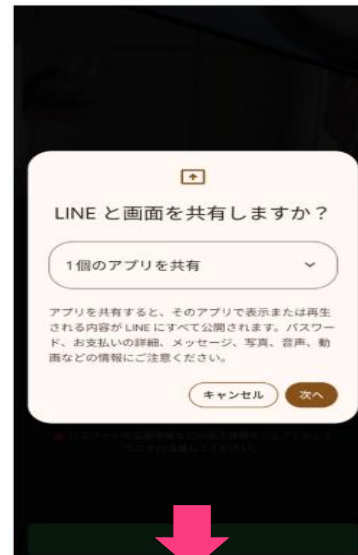 LINE と画面を共有しますか？
1個のアプリを共有
アプリを共有すると、そのアプリで表示または再生
される内容が LINE にすべて公開されます。パスワー
ド、お支払いの詳細、メッセージ、写真、音声、動
画などの情報にご注意ください。
キャンセル 次へ